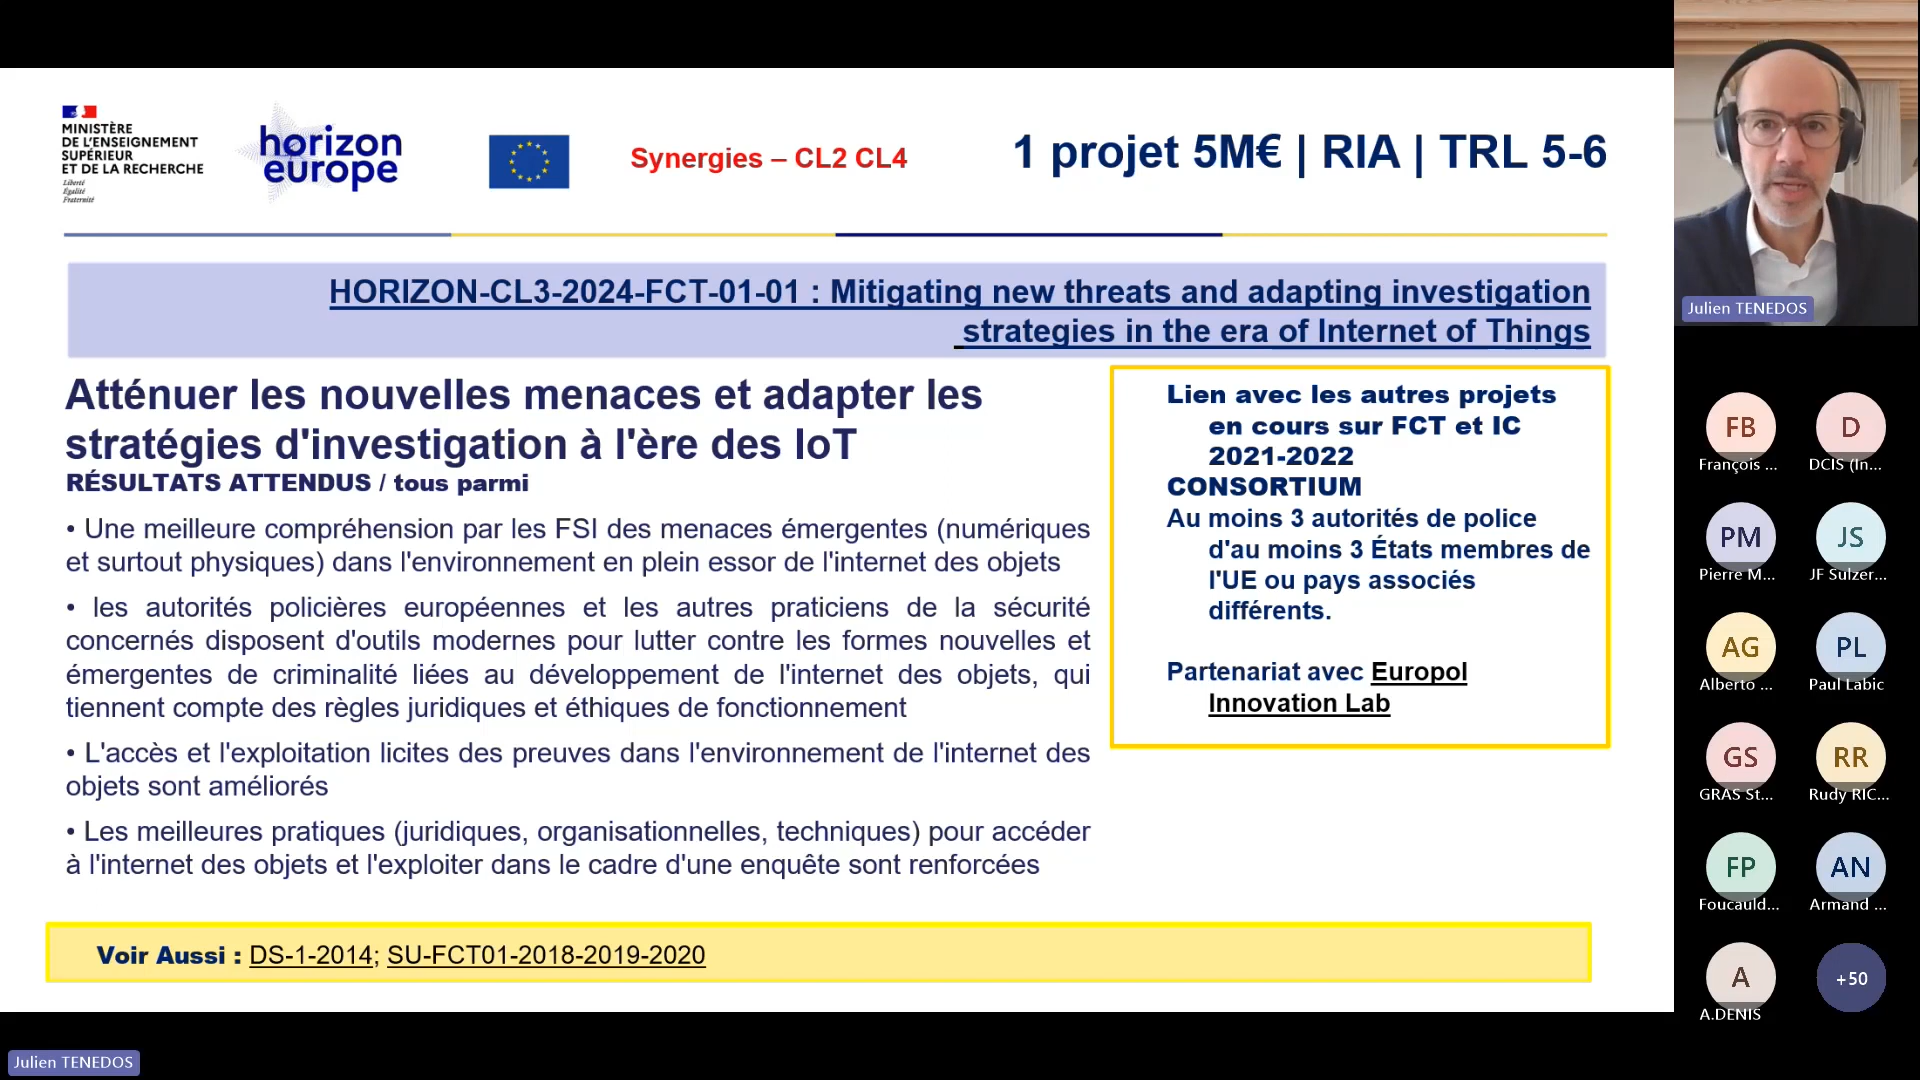 MINISTÈRE
DE L'ENSEIGNEMENT
SUPÉRIEUR
ET DE LA RECHERCHE
Liberté
Égalité
Fraternité
horizon
europe
Synergies – CL2 CL4
1 projet 5M€ | RIA | TRL 5-6
HORIZON-CL3-2024-FCT-01-01 : Mitigating new threats and adapting investigation
strategies in the era of Internet of Things
Atténuer les nouvelles menaces et adapter les
stratégies d'investigation à l'ère des IoT
RÉSULTATS ATTENDUS / tous parmi
• Une meilleure compréhension par les FSI des menaces émergentes (numériques
et surtout physiques) dans l'environnement en plein essor de l'internet des objets
• les autorités policières européennes et les autres praticiens de la sécurité
concernés disposent d'outils modernes pour lutter contre les formes nouvelles et
émergentes de criminalité liées au développement de l'internet des objets, qui
tiennent compte des règles juridiques et éthiques de fonctionnement
• L'accès et l'exploitation licites des preuves dans l'environnement de l'internet des
objets sont améliorés
• Les meilleures pratiques (juridiques, organisationnelles, techniques) pour accéder
à l'internet des objets et l'exploiter dans le cadre d'une enquête sont renforcées
Lien avec les autres projets
en cours sur FCT et IC
2021-2022
CONSORTIUM
Au moins 3 autorités de police
d'au moins 3 États membres de
l'UE ou pays associés
différents.
Partenariat avec Europol
Innovation Lab
Voir Aussi : DS-1-2014; SU-FCT01-2018-2019-2020
Julien TENEDOS
Julien TENEDOS
FB
François ...
D
DCIS (In...
PM
Pierre M...
JS
JF Sulzer...
AG
Alberto ...
PL
Paul Labic
GS
GRAS St...
RR
Rudy RIC...
FP
Foucauld...
AN
Armand ...
A
A.DENIS
+50